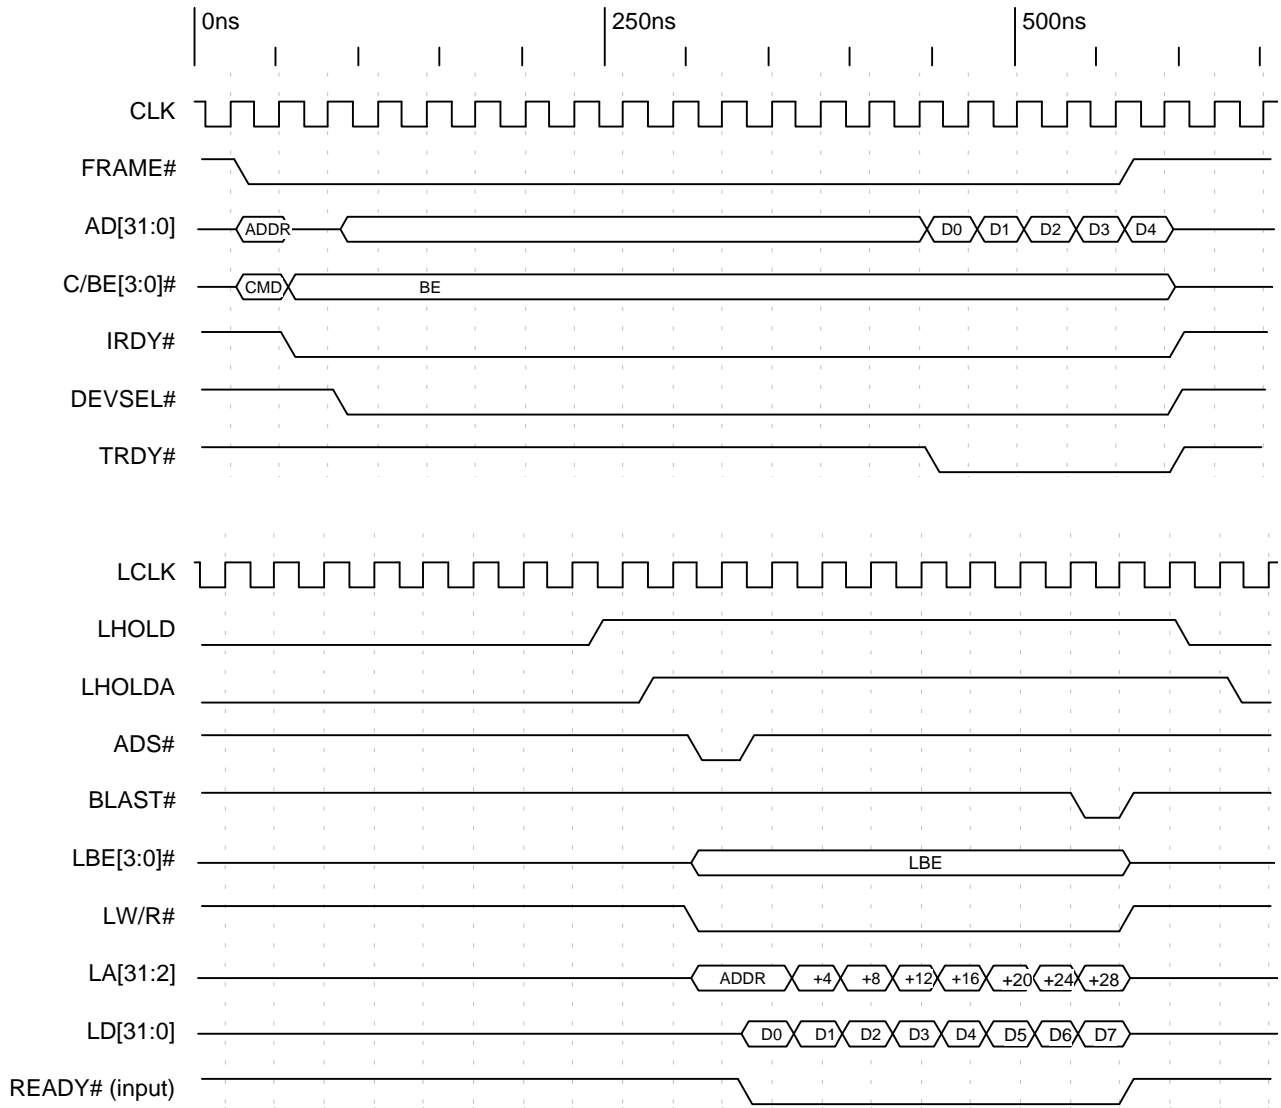 0ns 250ns 500ns
CLK
FRAME#
AD[31:0] ADDR D0 D1 D2 D3 D4
C/BE[3:0]# CMD BE
IRDY#
DEVSEL#
TRDY#
LCLK
LHOLD
LHOLDA
ADS#
BLAST#
LBE[3:0]# LBE
LW/R#
LA[31:2] ADDR +4 +8 +12 +16 +20 +24 +28
LD[31:0] D0 D1 D2 D3 D4 D5 D6 D7
READY# (input)